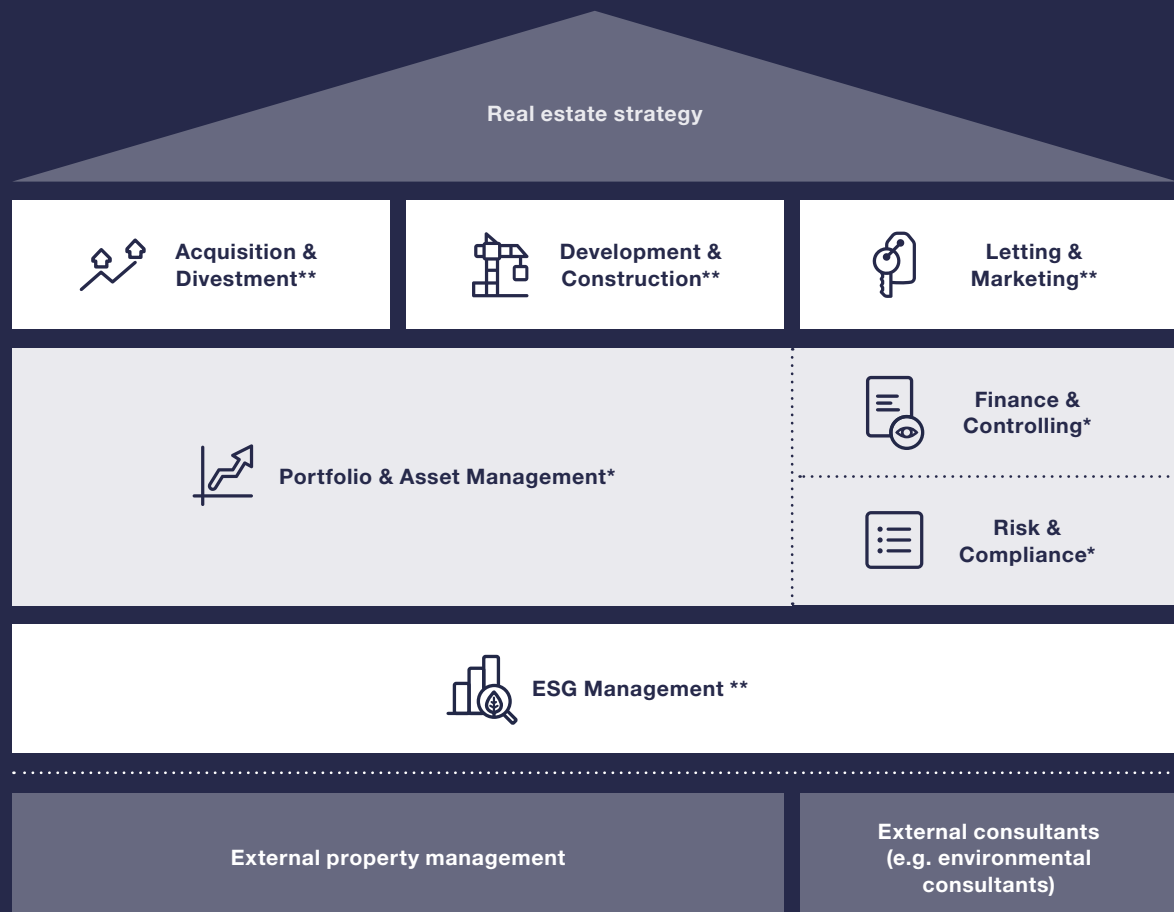 Real estate strategy
Acquisition &
Divestment**
Development &
Construction**
Letting &
Marketing**
Portfolio & Asset Management*
Finance &
Controlling*
Risk &
Compliance*
ESG Management **
External property management
External consultants
(e.g. environmental
consultants)